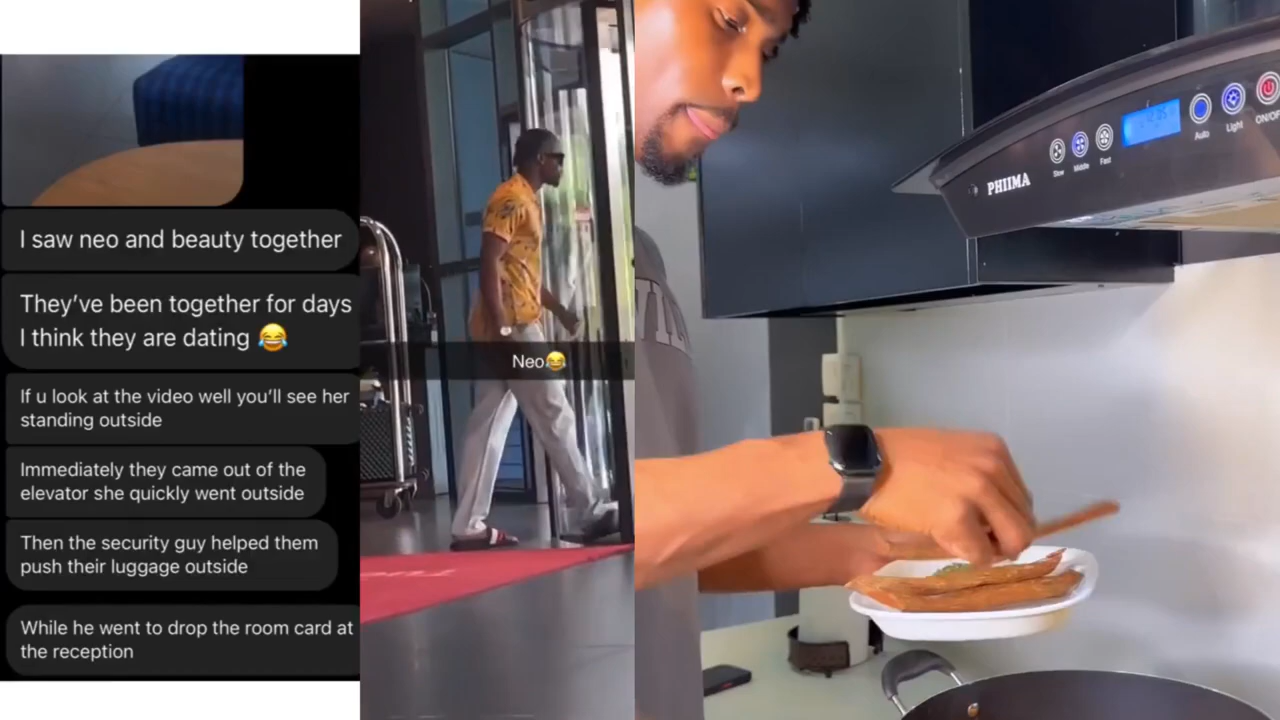 I saw neo and beauty together
They’ve been together for days
I think they are dating 😂
If u look at the video well you’ll see her
standing outside
Immediately they came out of the
elevator she quickly went outside
Then the security guy helped them
push their luggage outside
While he went to drop the room card at
the reception
Neo😂
PHIIMA
Slow
Middle
Fast
Auto
Light
ON/OFF